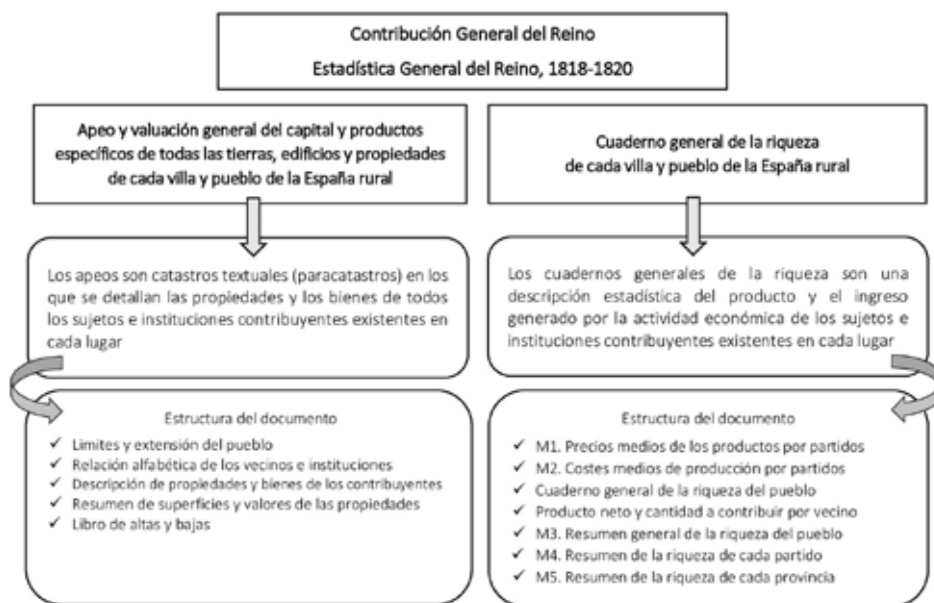 Contribución General del Reino
Estadística General del Reino, 1818-1820
Apeo y valuación general del capital y productos
específicos de todas las tierras, edificios y propiedades
de cada villa y pueblo de la España rural
Cuaderno general de la riqueza
de cada villa y pueblo de la España rural
Los apeos son catastros textuales (paracatastros) en los
que se detallan las propiedades y los bienes de todos
los sujetos e instituciones contribuyentes existentes en
cada lugar
Los cuadernos generales de la riqueza son una
descripción estadística del producto y el ingreso
generado por la actividad económica de los sujetos e
instituciones contribuyentes existentes en cada lugar
Estructura del documento
✓ Limites y extensión del pueblo
✓ Relación alfabética de los vecinos e instituciones
✓ Descripción de propiedades y bienes de los contribuyentes
✓ Resumen de superficies y valores de las propiedades
✓ Libro de altas y bajas
Estructura del documento
✓ M1. Precios medios de los productos por partidos
✓ M2. Costes medios de producción por partidos
✓ Cuaderno general de la riqueza del pueblo
✓ Producto neto y cantidad a contribuir por vecino
✓ M3. Resumen general de la riqueza del pueblo
✓ M4. Resumen de la riqueza de cada partido
✓ M5. Resumen de la riqueza de cada provincia